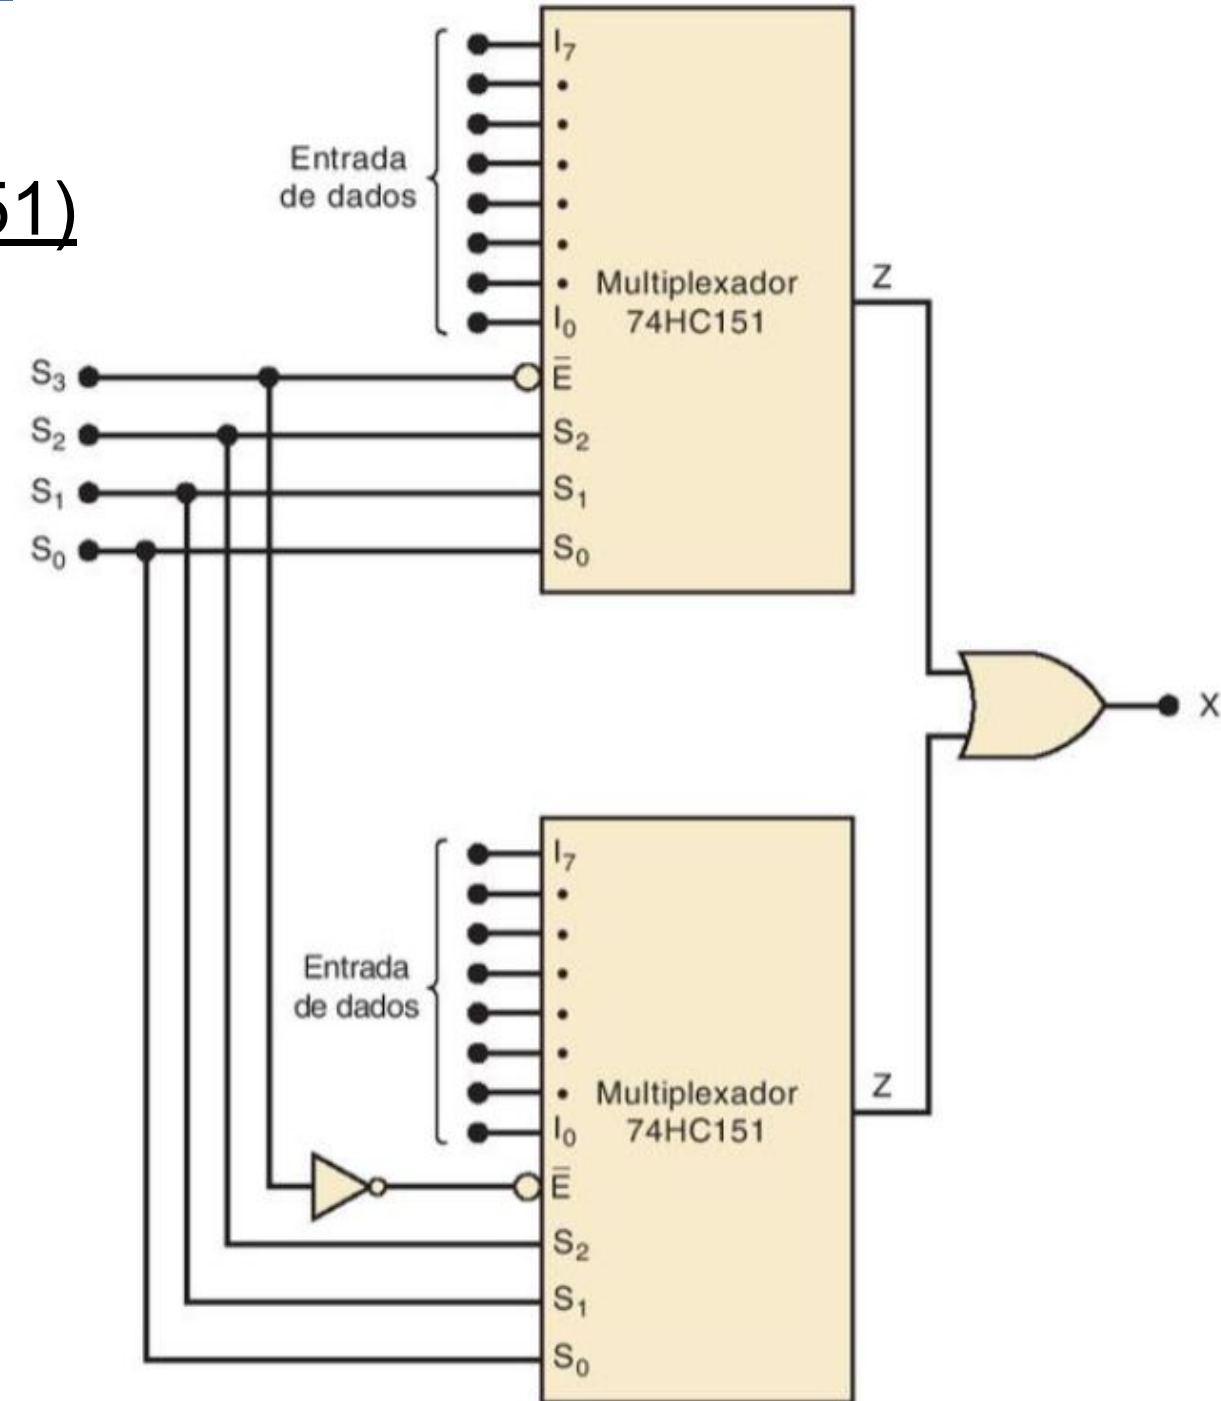 51)
I7
Entrada
de dados
I0
Multiplexador
74HC151
Z
S3
E̅
S2
S2
S1
S1
S0
S0
X
I7
Entrada
de dados
I0
Multiplexador
74HC151
Z
E̅
S2
S1
S0